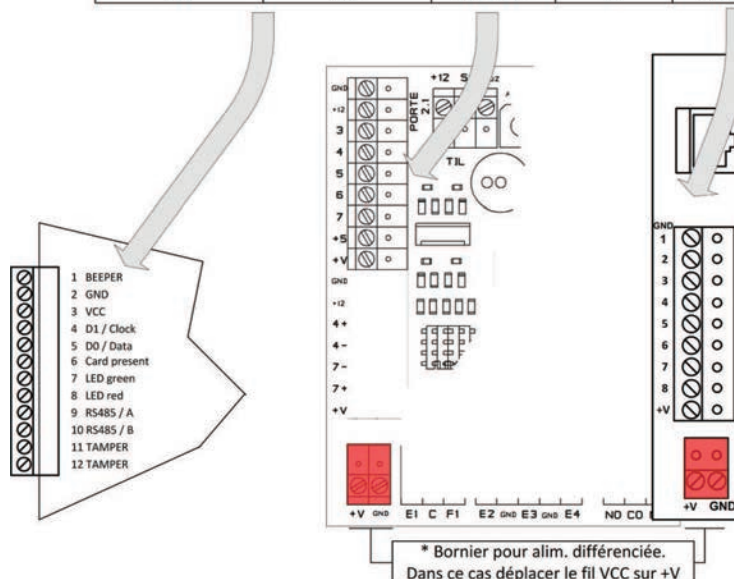 1 BEEPER
2 GND
3 VCC
4 D1 / Clock
5 D0 / Data
6 Card present
7 LED green
8 LED red
9 RS485 / A
10 RS485 / B
11 TAMPER
12 TAMPER
+12 S
PORTE
2.1
TIL
GND
+12
3
4
5
6
7
+5
+V
GND
+12
4+
4-
7-
7+
+V
+V GND
E1 C F1
E2 GND E3 GND E4
NO CO
GND
1
2
3
4
5
6
7
8
+V
+V GND
* Bornier pour alim. différenciée.
Dans ce cas déplacer le fil VCC sur +V